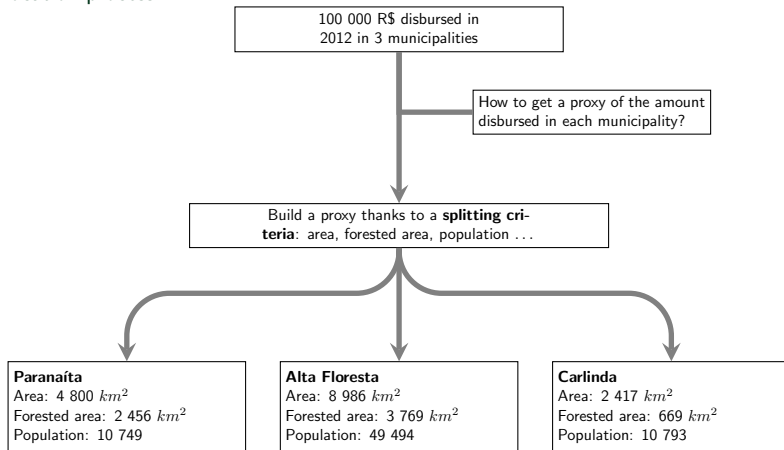 100 000 R$ disbursed in
2012 in 3 municipalities
How to get a proxy of the amount
disbursed in each municipality?
Build a proxy thanks to a splitting cri-
teria: area, forested area, population ...
Paranaíta
Area: 4 800 km²
Forested area: 2 456 km²
Population: 10 749
Alta Floresta
Area: 8 986 km²
Forested area: 3 769 km²
Population: 49 494
Carlinda
Area: 2 417 km²
Forested area: 669 km²
Population: 10 793